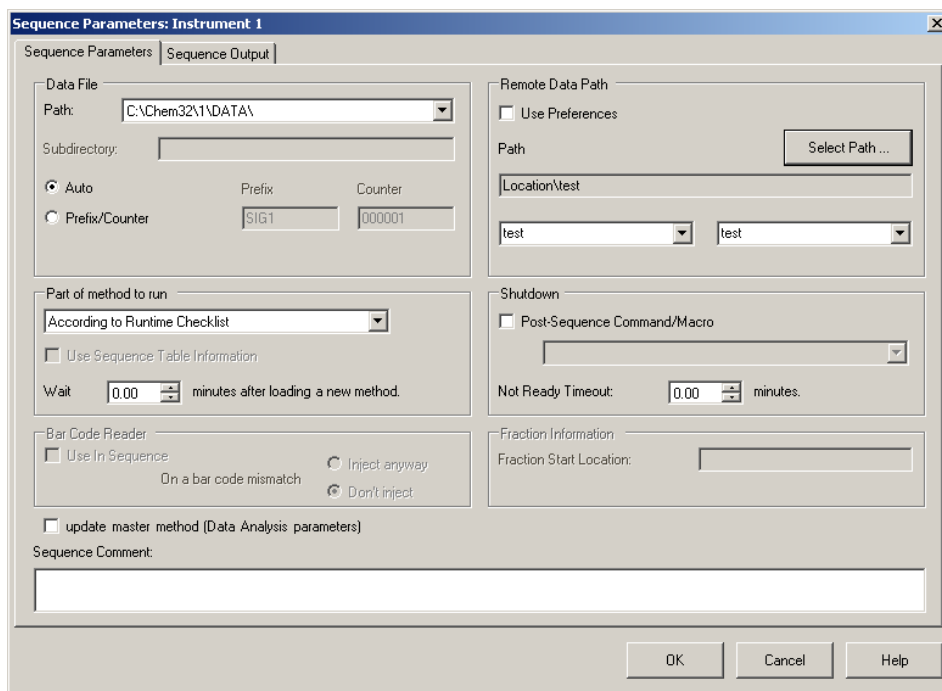 Sequence Parameters: Instrument 1
Sequence Parameters Sequence Output
Data File
Path: C:\Chem32\1\DATA\
Subdirectory:
Auto Prefix Counter
Prefix/Counter SIG1 000001
Remote Data Path
Use Preferences
Path Select Path ...
Location\test
test test
Part of method to run
According to Runtime Checklist
Use Sequence Table Information
Wait 0.00 minutes after loading a new method.
Shutdown
Post-Sequence Command/Macro
Not Ready Timeout: 0.00 minutes.
Bar Code Reader
Use In Sequence
On a bar code mismatch
Inject anyway
Don't inject
Fraction Information
Fraction Start Location:
update master method (Data Analysis parameters)
Sequence Comment:
OK Cancel Help